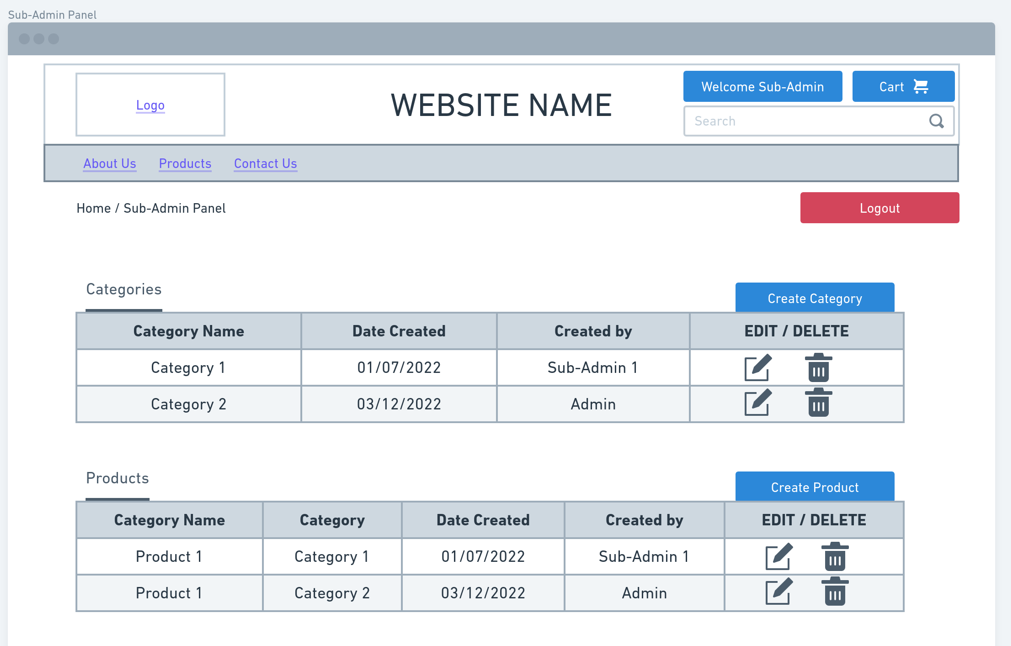 Sub-Admin Panel
Logo
WEBSITE NAME
Welcome Sub-Admin
Cart
Search
About Us Products Contact Us
Home / Sub-Admin Panel
Logout
Categories
Create Category
Category Name Date Created Created by EDIT / DELETE
Category 1 01/07/2022 Sub-Admin 1
Category 2 03/12/2022 Admin
Products
Create Product
Category Name Category Date Created Created by EDIT / DELETE
Product 1 Category 1 01/07/2022 Sub-Admin 1
Product 1 Category 2 03/12/2022 Admin